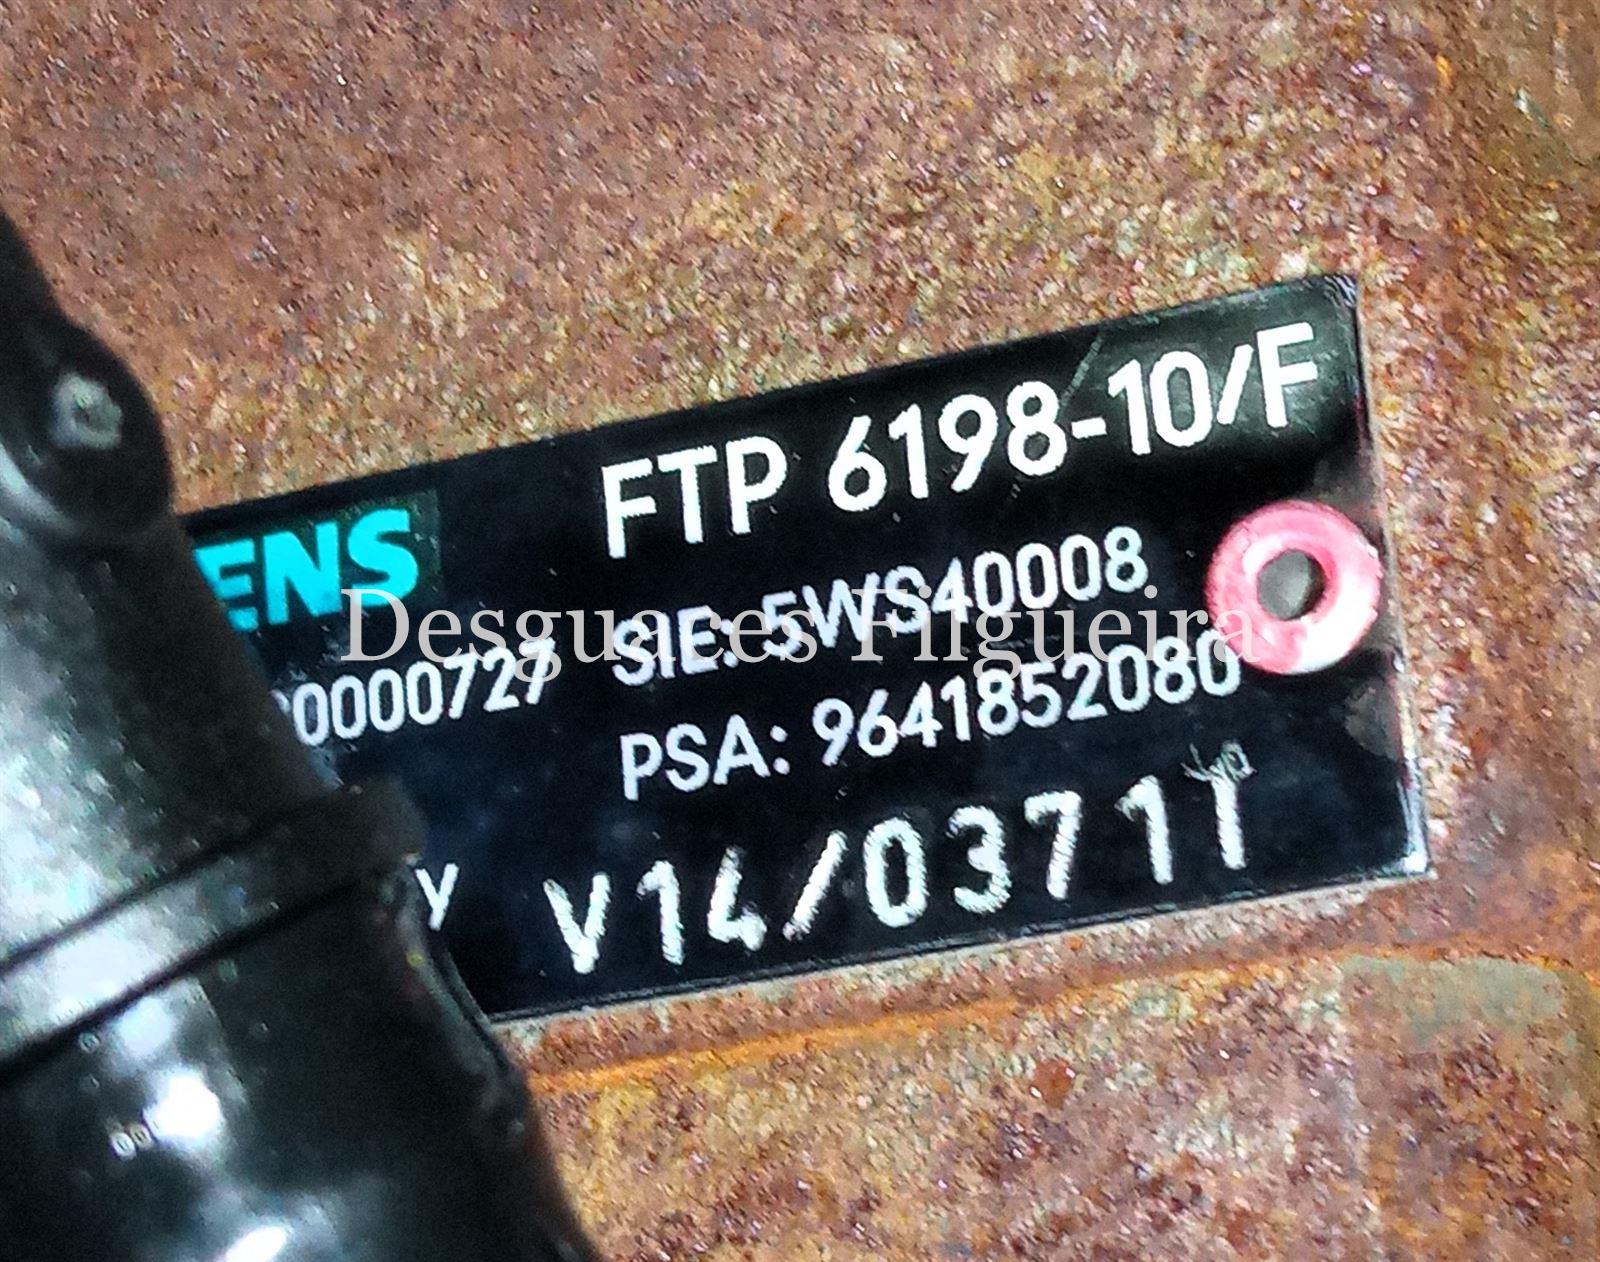 FTP 6198-10/F
ENS
SIE: 5WS40008
0000727
Desguaces Filgueira
PSA: 9641852080
y
V14/03711